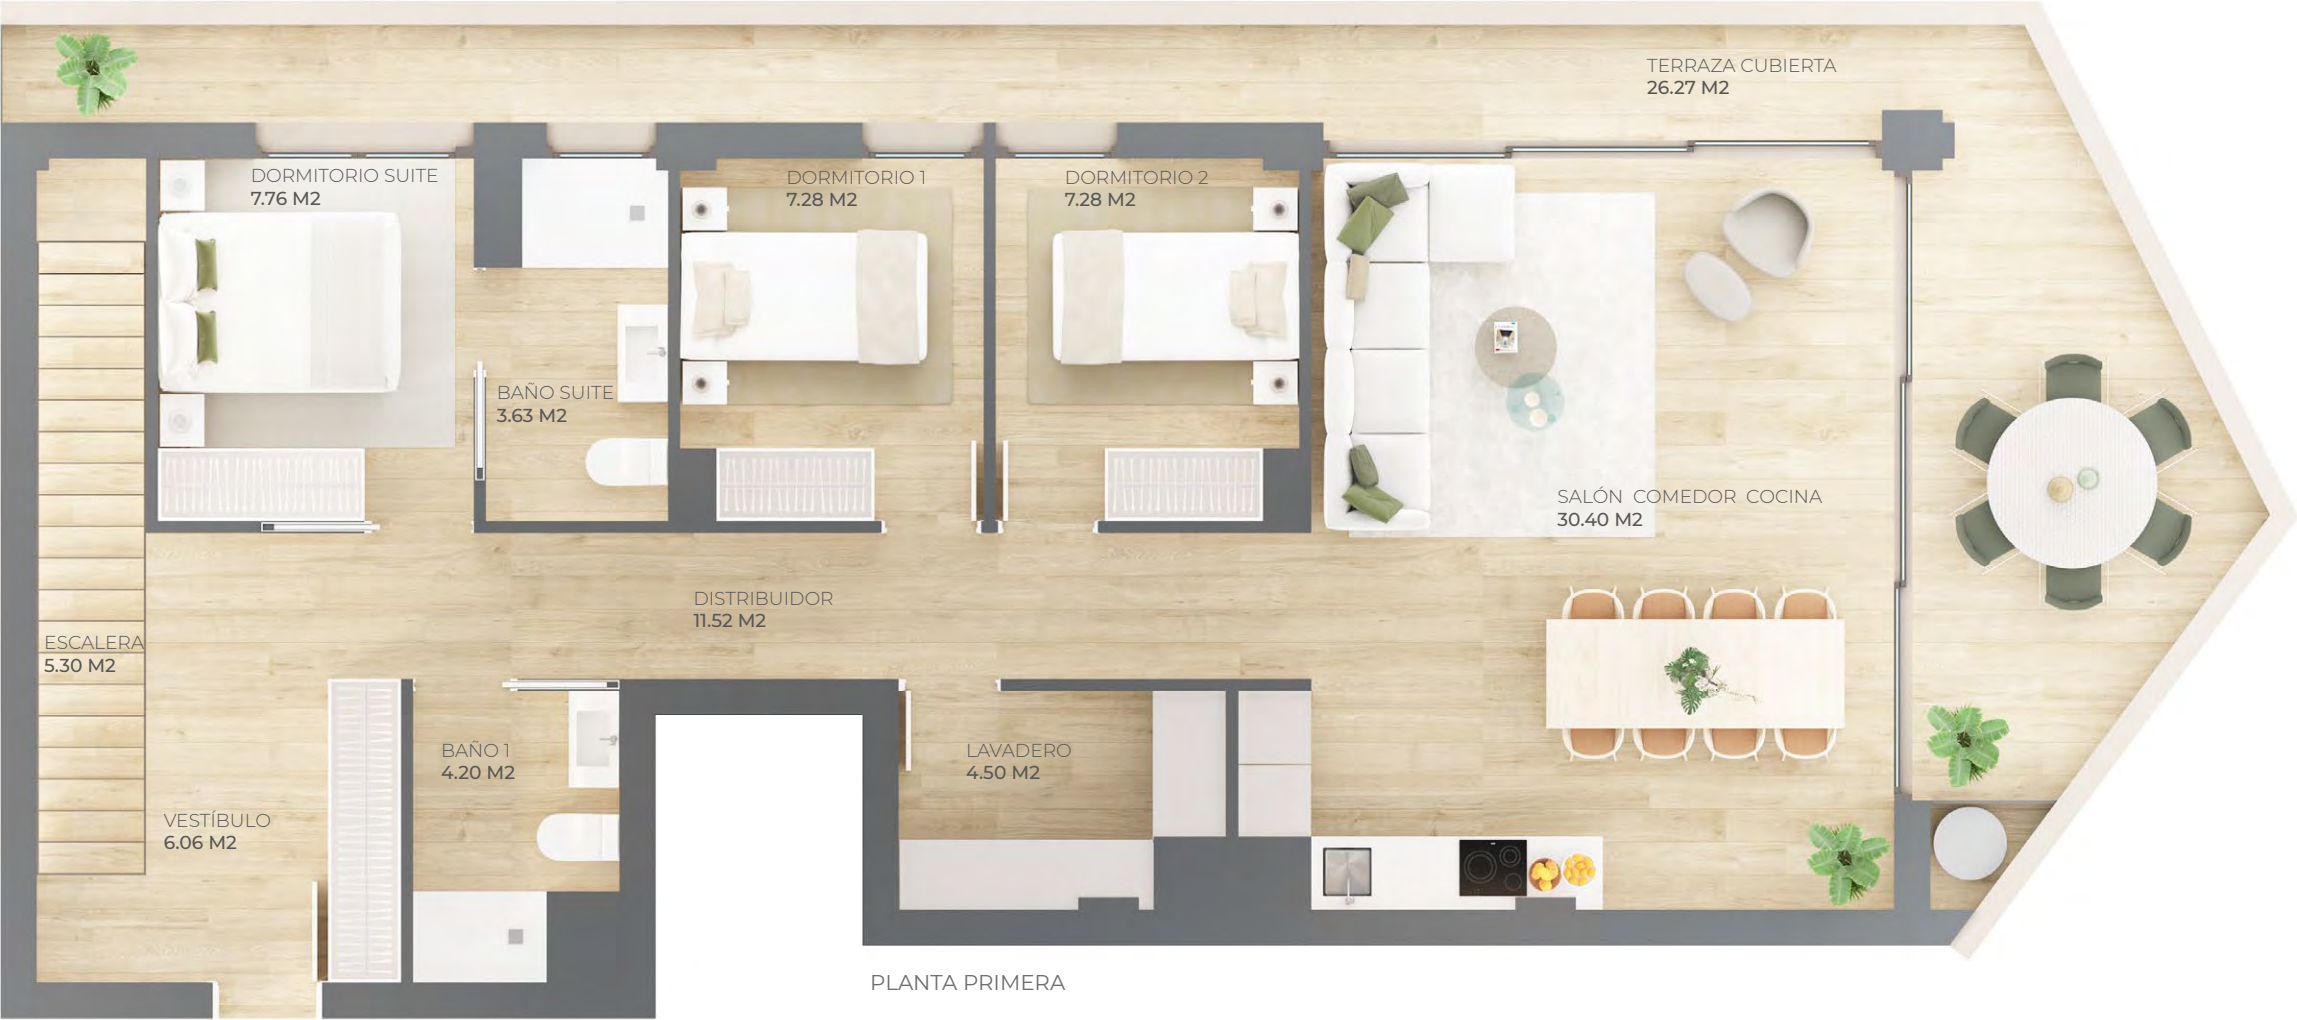 TERRAZA CUBIERTA
26.27 M2
DORMITORIO SUITE
7.76 M2
DORMITORIO 1
7.28 M2
DORMITORIO 2
7.28 M2
BAÑO SUITE
3.63 M2
SALÓN COMEDOR COCINA
30.40 M2
DISTRIBUIDOR
11.52 M2
ESCALERA
5.30 M2
BAÑO 1
4.20 M2
LAVADERO
4.50 M2
VESTÍBULO
6.06 M2
PLANTA PRIMERA